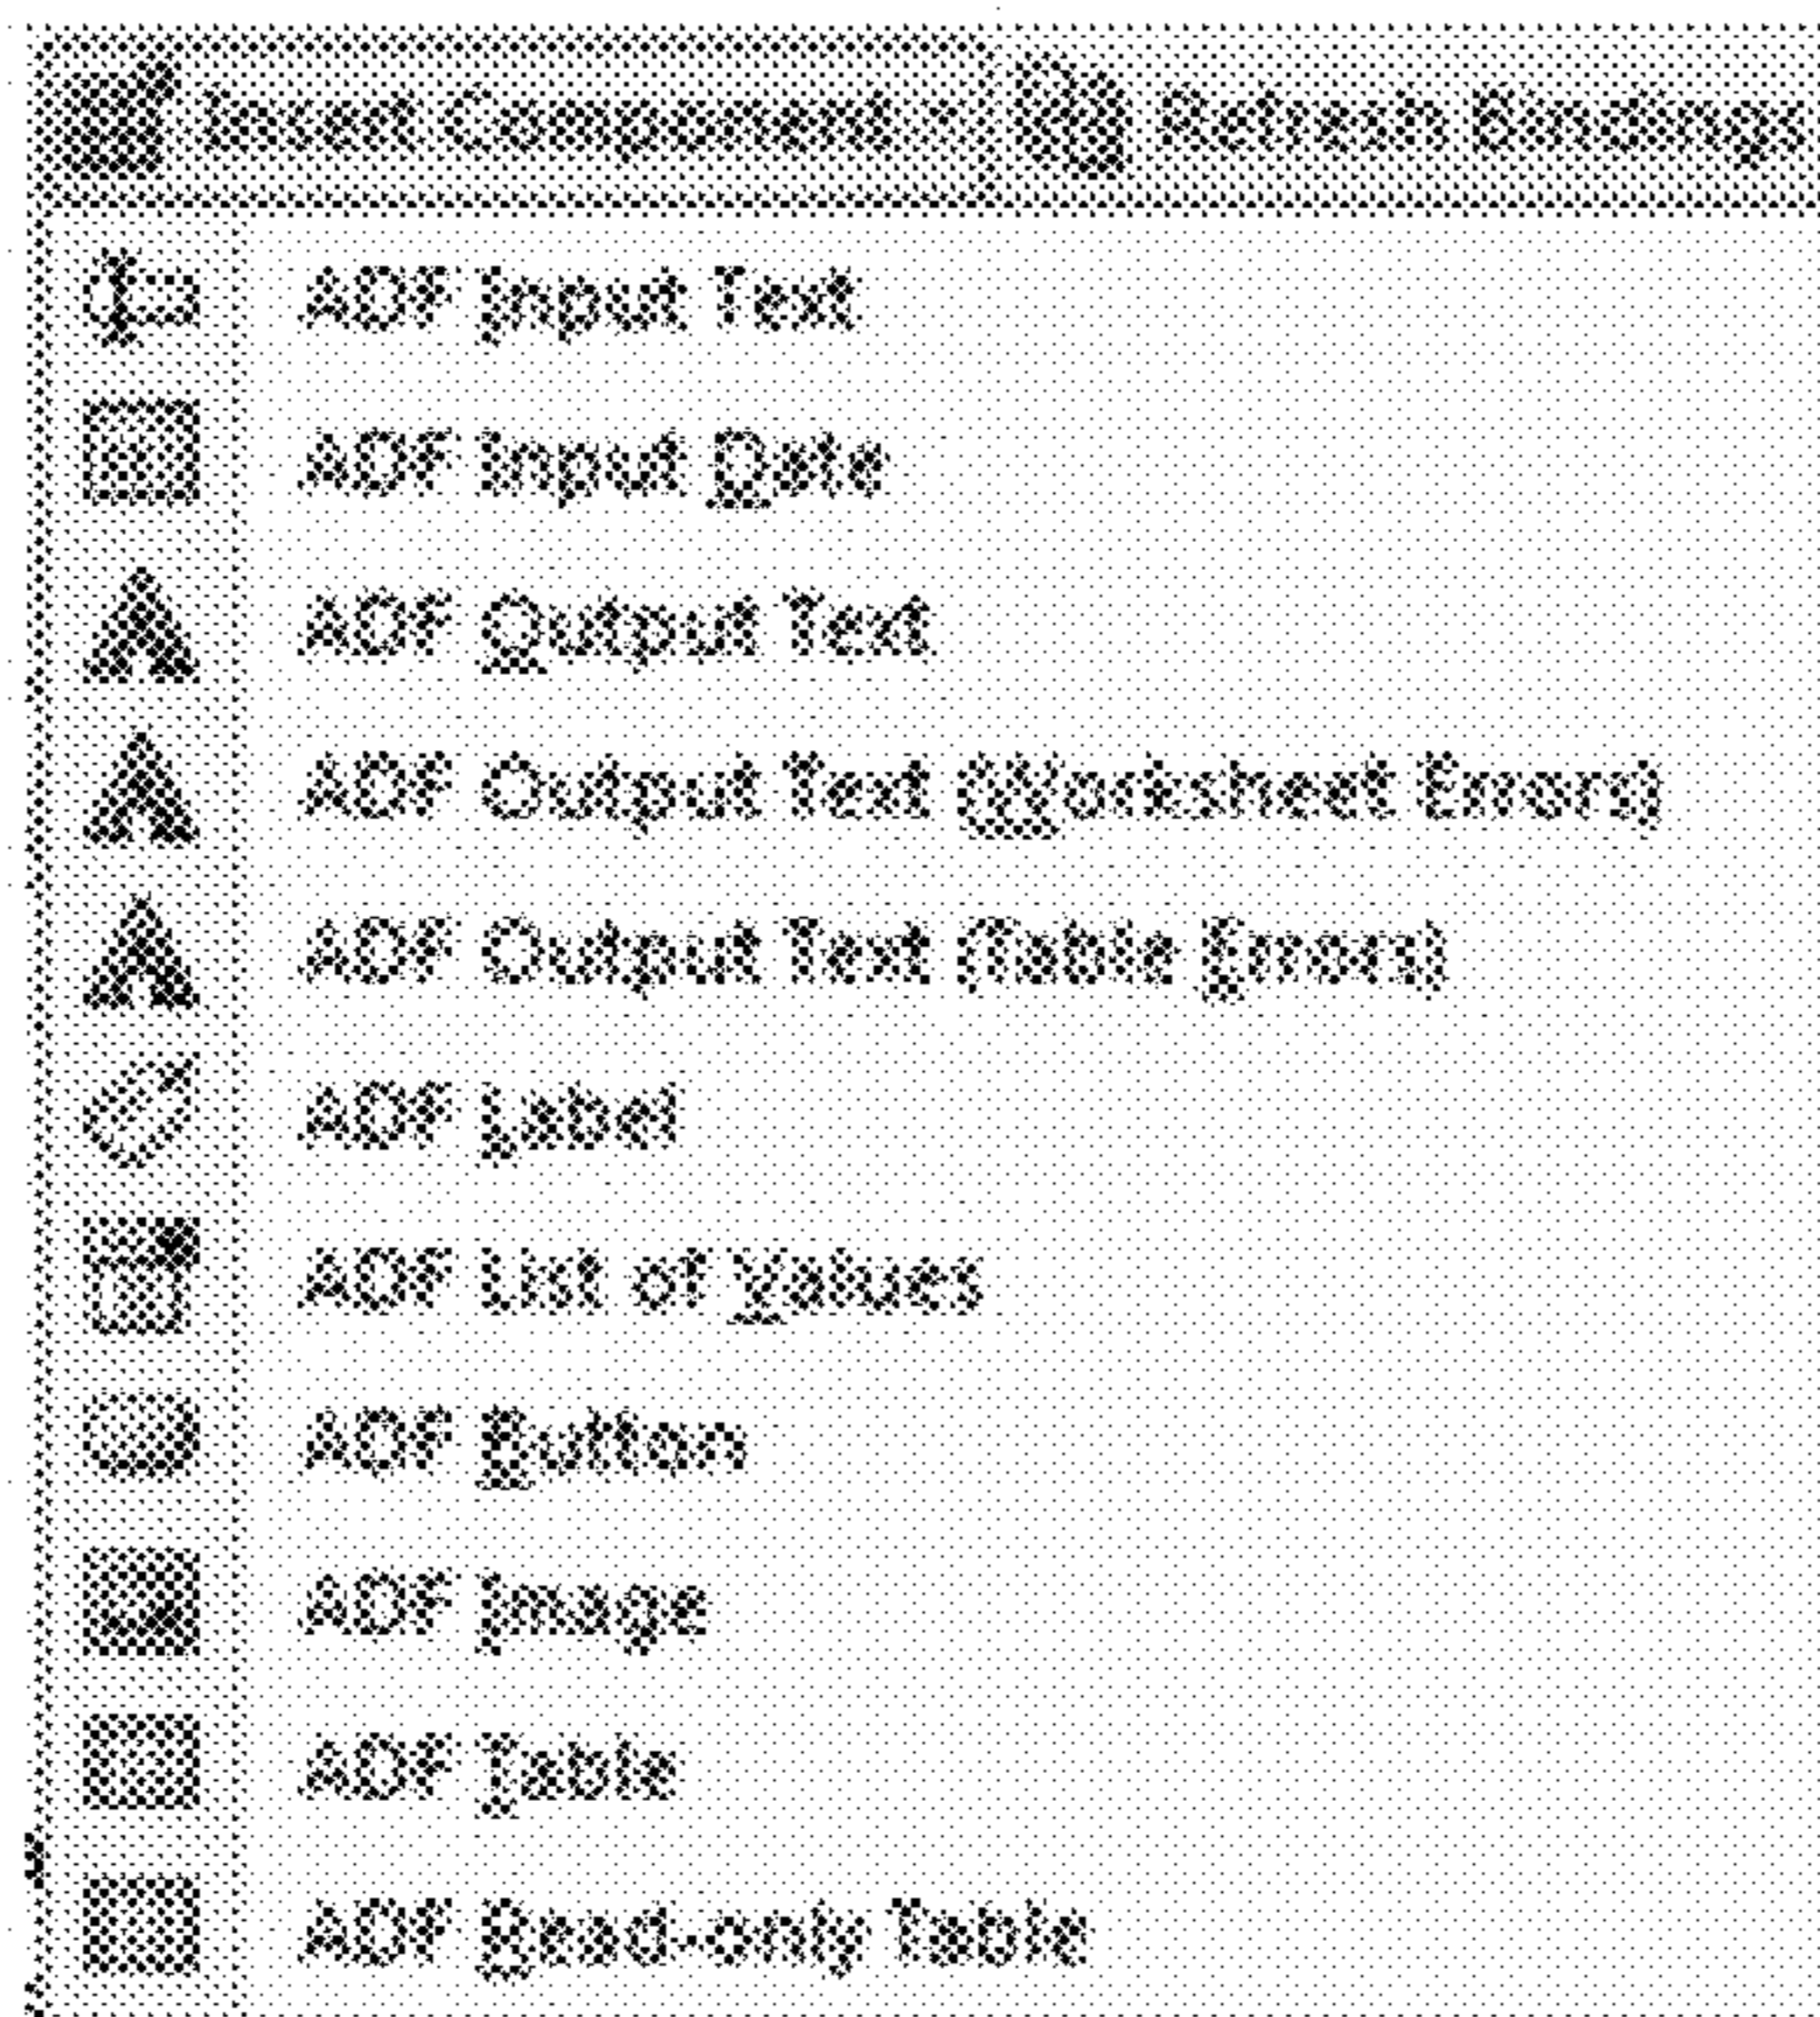 Insert Component Refresh Bindings
ADF Input Text
ADF Input Date
ADF Output Text
ADF Output Text (Worksheet Errors)
ADF Output Text (Table Errors)
ADF Label
ADF List of Values
ADF Button
ADF Image
ADF Table
ADF Read-only Table